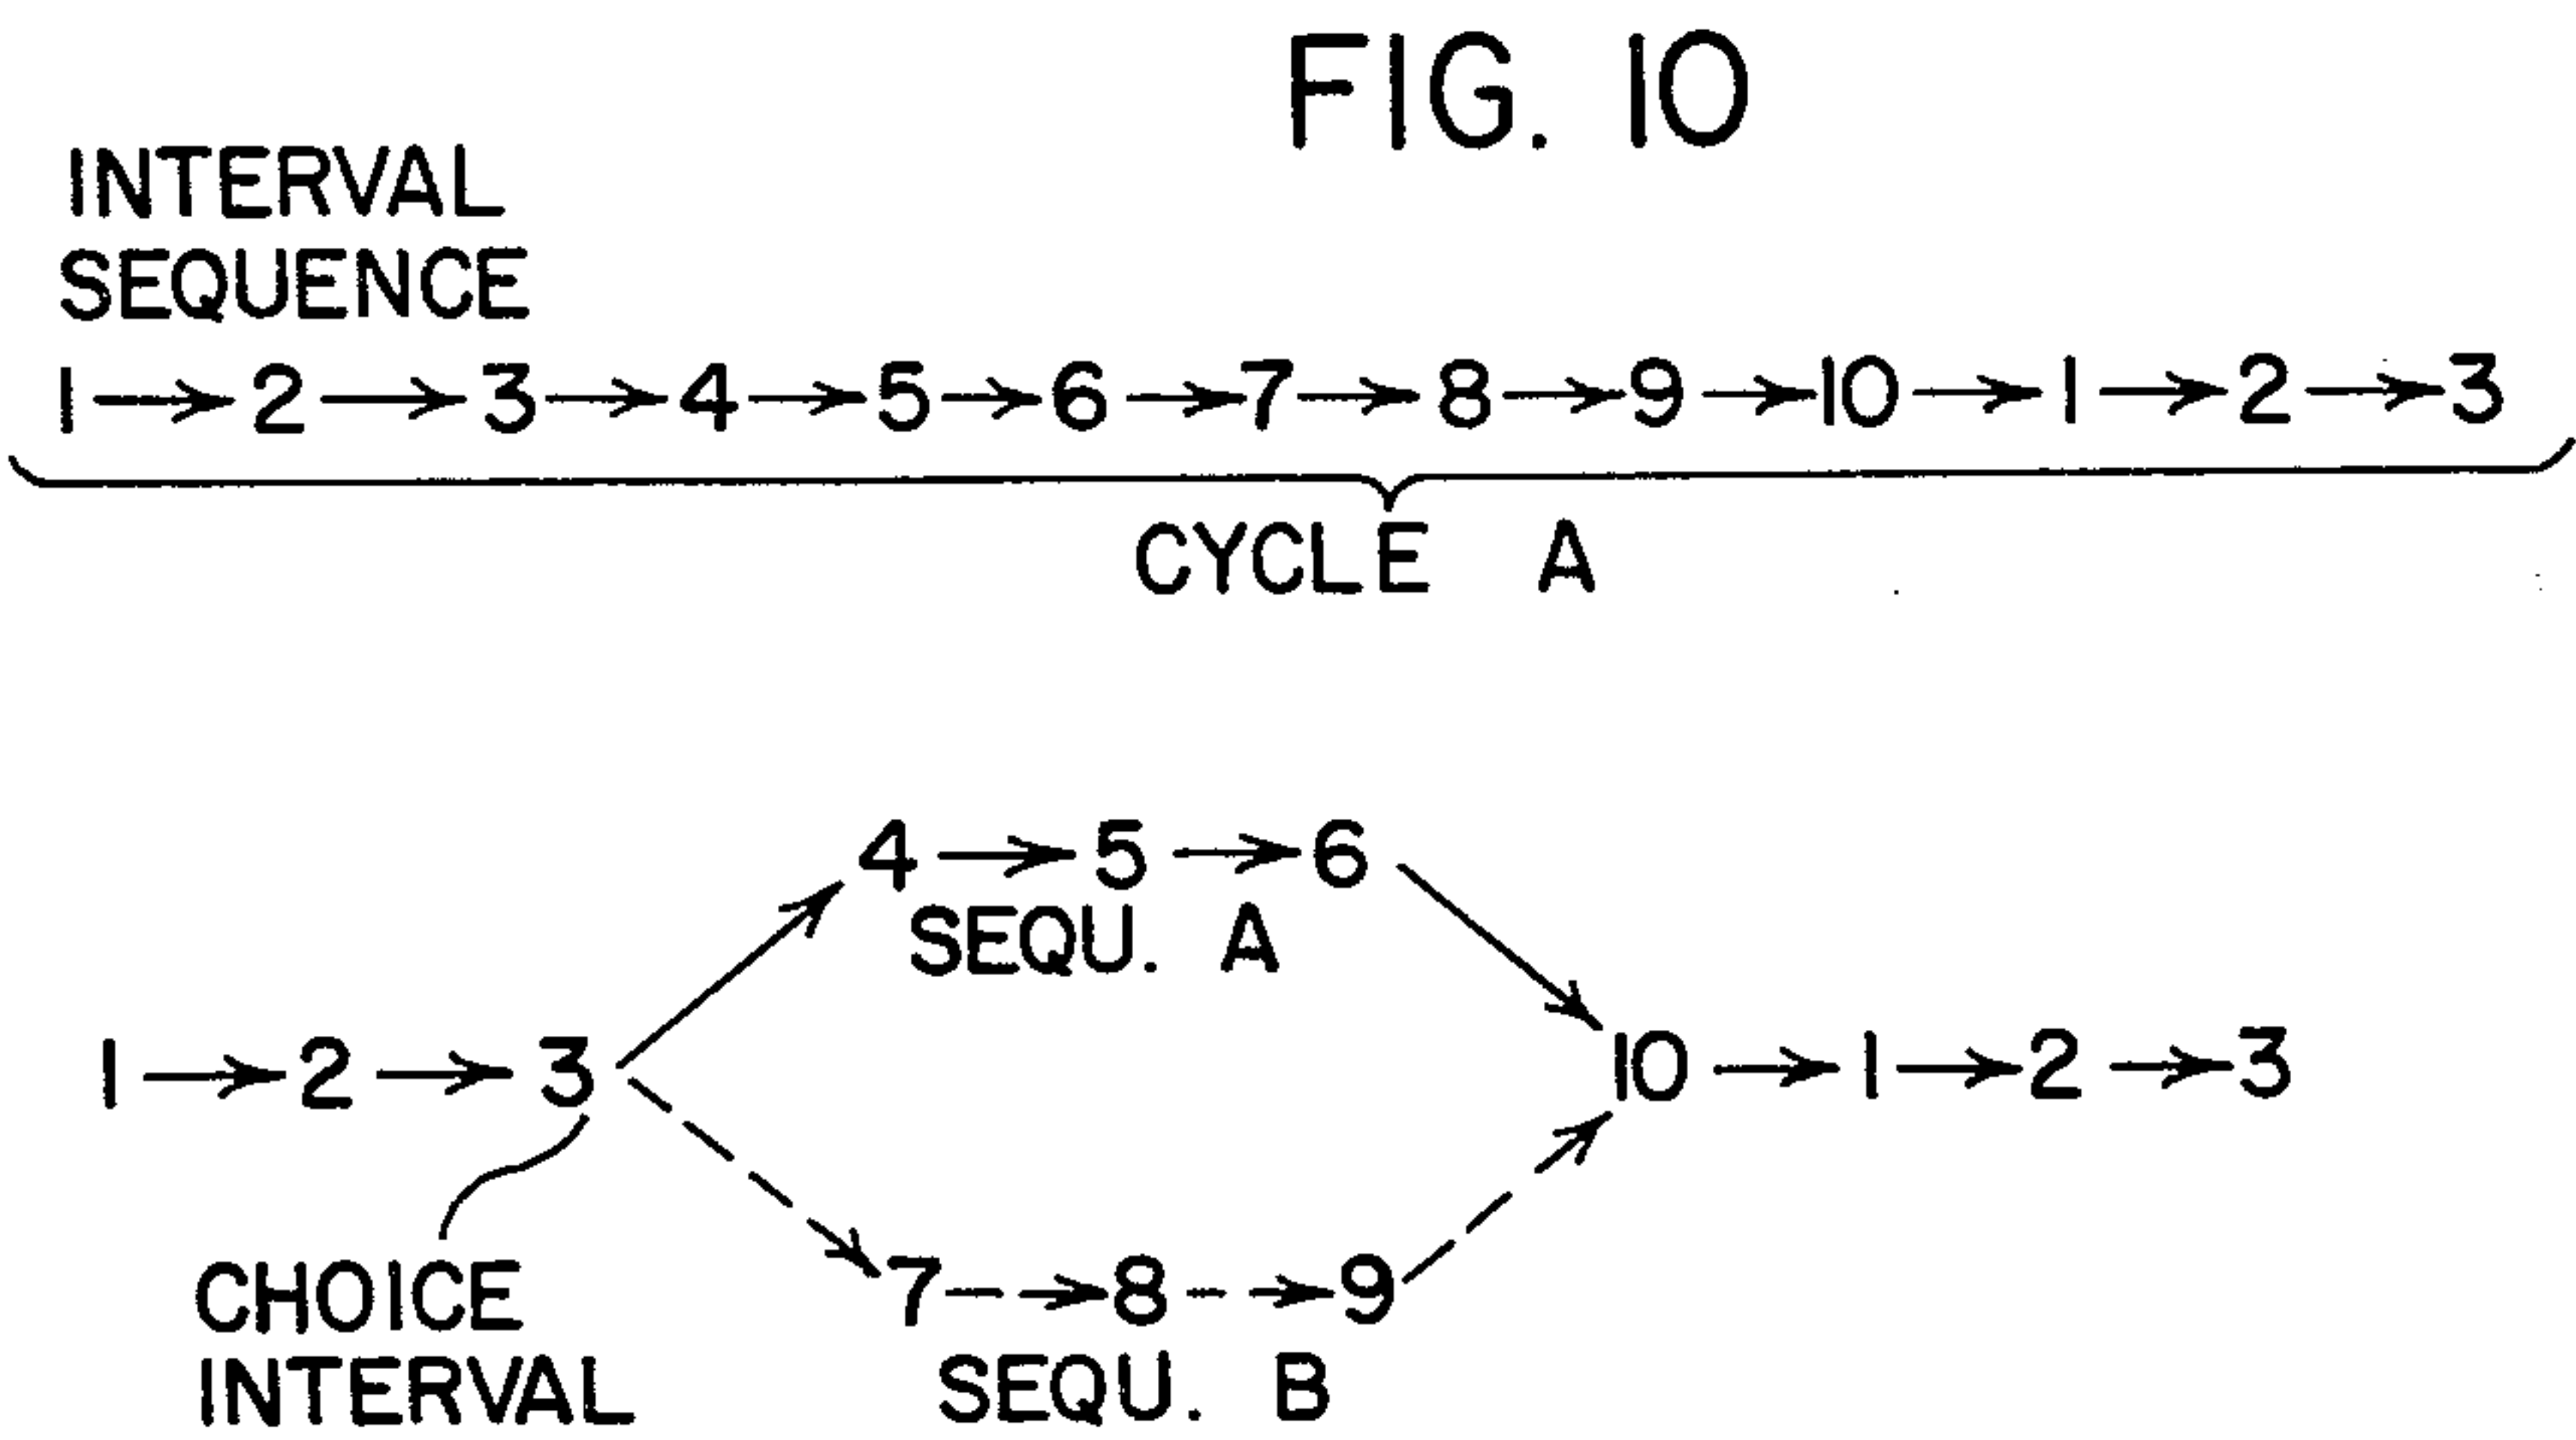 FIG. 10
INTERVAL
SEQUENCE
1 → 2 → 3 → 4 → 5 → 6 → 7 → 8 → 9 → 10 → 1 → 2 → 3
CYCLE A
4 → 5 → 6
SEQU. A
1 → 2 → 3
10 → 1 → 2 → 3
7 → 8 → 9
SEQU. B
CHOICE
INTERVAL